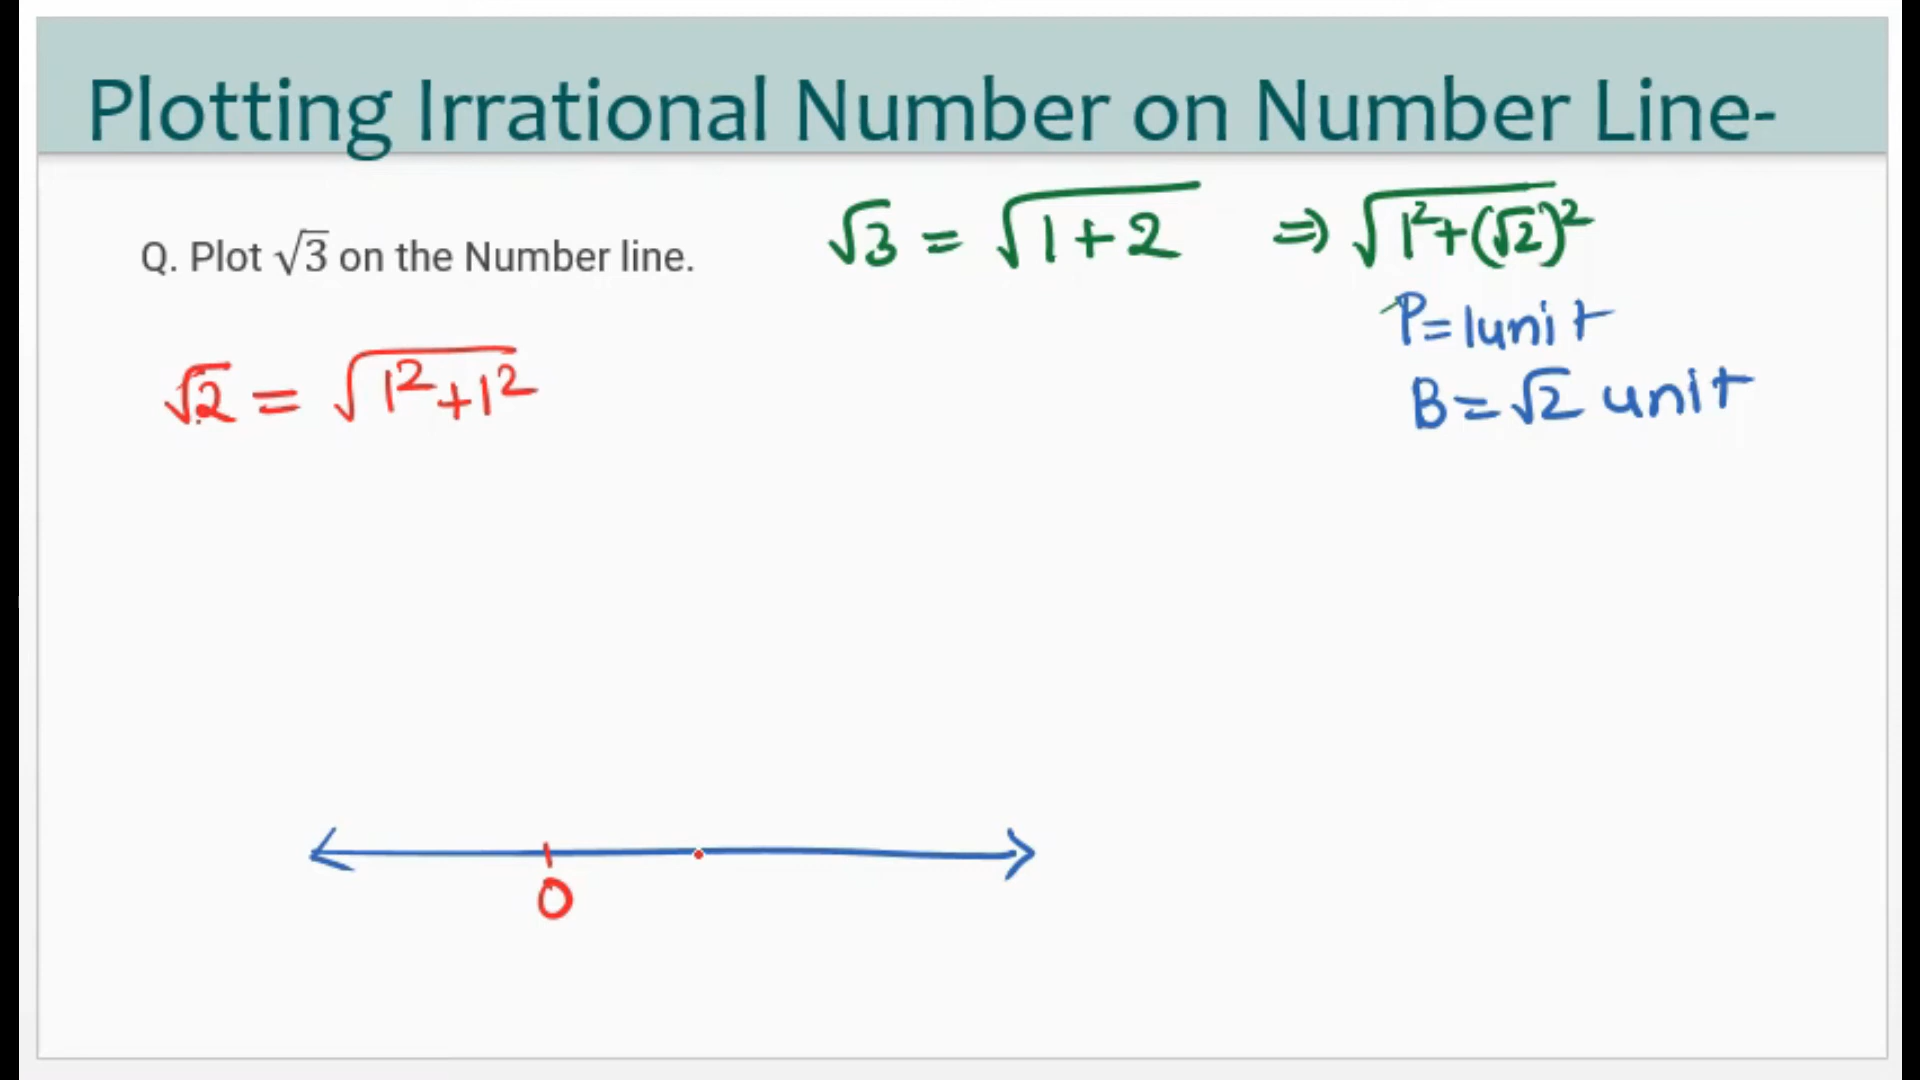 Plotting Irrational Number on Number Line-
Q. Plot √3 on the Number line.
√3 = √1+2 ⇒ √1²+(√2)²
P=1unit
B=√2 unit
√2 = √1²+1²
0